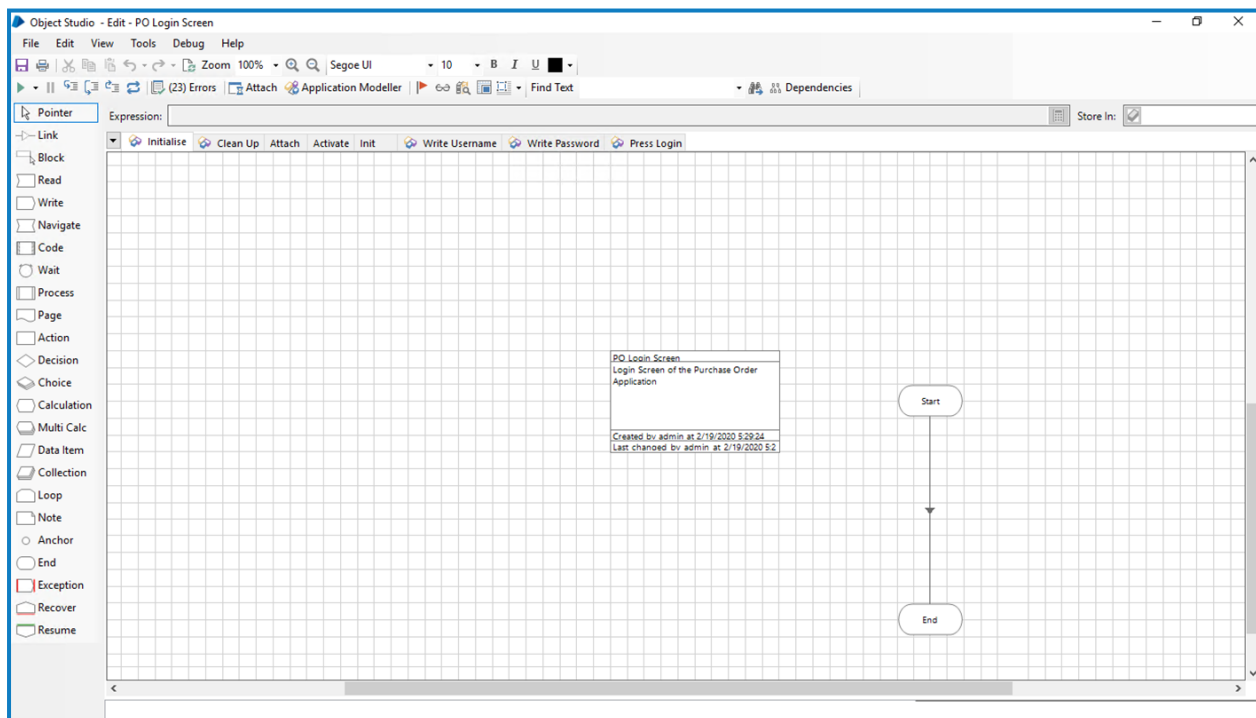 Object Studio - Edit - PO Login Screen
File Edit View Tools Debug Help
Zoom 100% Segoe UI 10 B I U
(23) Errors Attach Application Modeller Find Text Dependencies
Pointer
Expression: Store In:
Link
Initialise Clean Up Attach Activate Init Write Username Write Password Press Login
Block
Read
Write
Navigate
Code
Wait
Process
Page
Action
Decision
Choice
Calculation
Multi Calc
Data Item
Collection
Loop
Note
Anchor
End
Exception
Recover
Resume
PO Login Screen
Login Screen of the Purchase Order
Application
Created by admin at 2/19/2020 5:29:24
Last changed by admin at 2/19/2020 5:2
Start
End